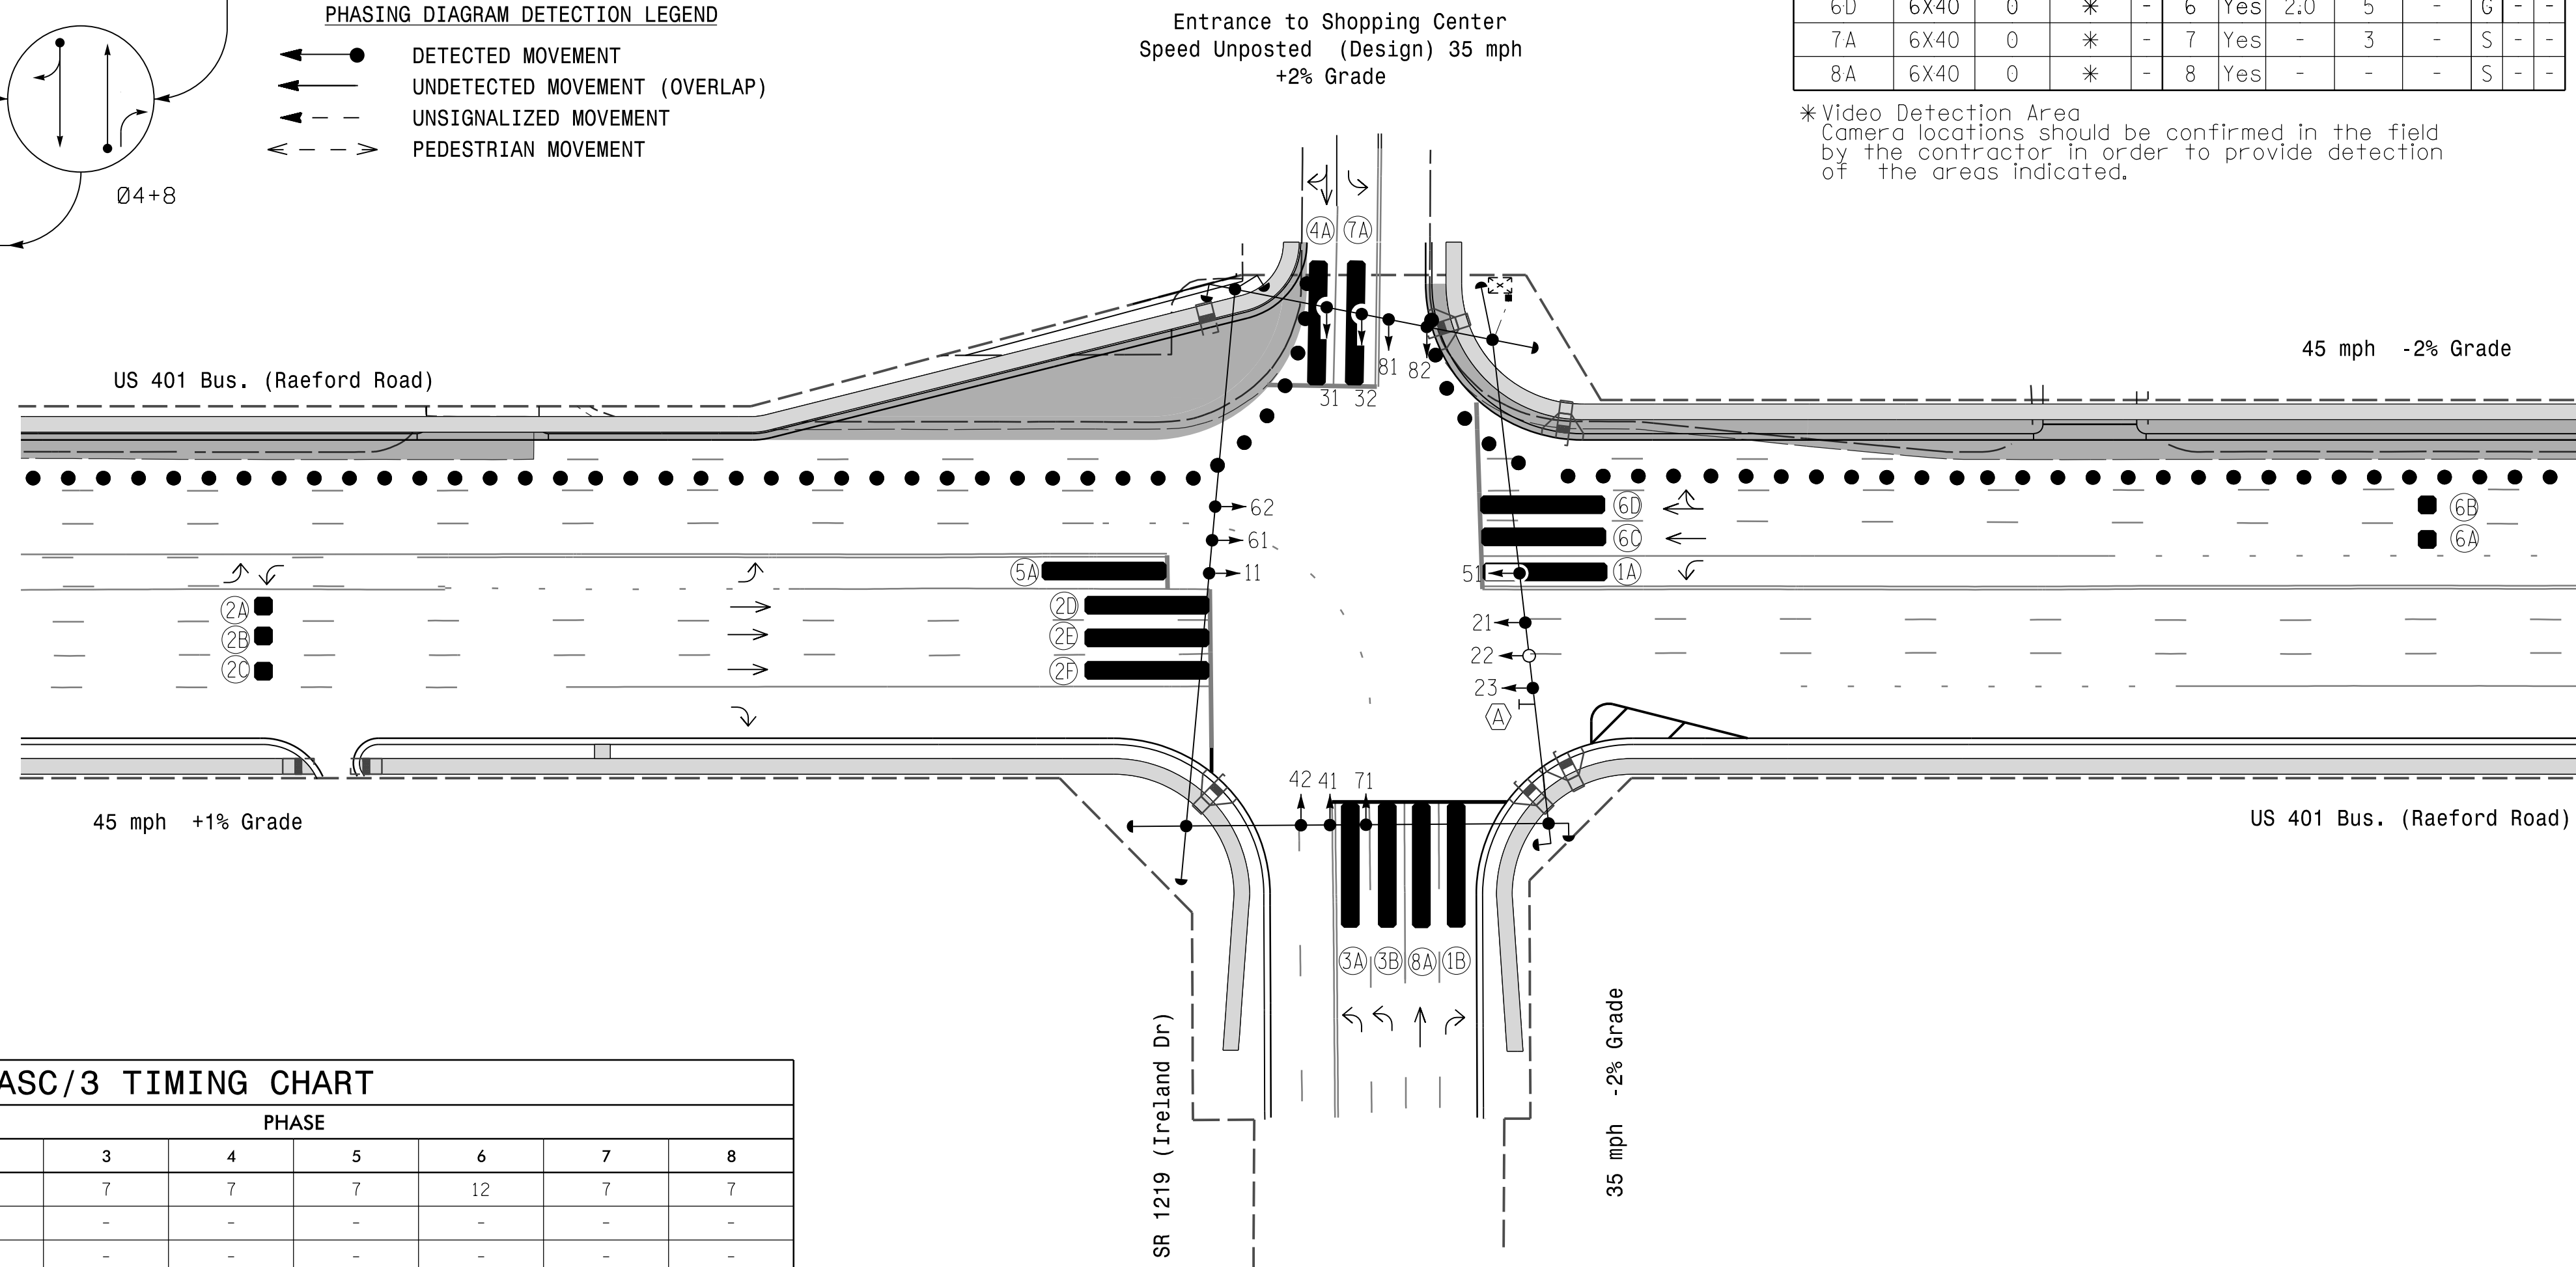 PHASING DIAGRAM DETECTION LEGEND
DETECTED MOVEMENT
UNDETECTED MOVEMENT (OVERLAP)
UNSIGNALIZED MOVEMENT
PEDESTRIAN MOVEMENT
Ø4+8
Entrance to Shopping Center
Speed Unposted (Design) 35 mph
+2% Grade
6D 6X40 0 * - 6 Yes 2.0 5 - G - -
7A 6X40 0 * - 7 Yes - 3 - S - -
8A 6X40 0 * - 8 Yes - - - S - -
* Video Detection Area
Camera locations should be confirmed in the field
by the contractor in order to provide detection
of the areas indicated.
4A 7A
81 82
31 32
US 401 Bus. (Raeford Road)
45 mph -2% Grade
62
61
11
6D
6C
1A
6B
6A
51
5A
2A
2B
2C
2D
2E
2F
21
22
23
A
42 41 71
45 mph +1% Grade
US 401 Bus. (Raeford Road)
3A 3B 8A 1B
SR 1219 (Ireland Dr)
35 mph -2% Grade
ASC/3 TIMING CHART
PHASE
3 4 5 6 7 8
7 7 7 12 7 7
- - - - - -
- - - - - -